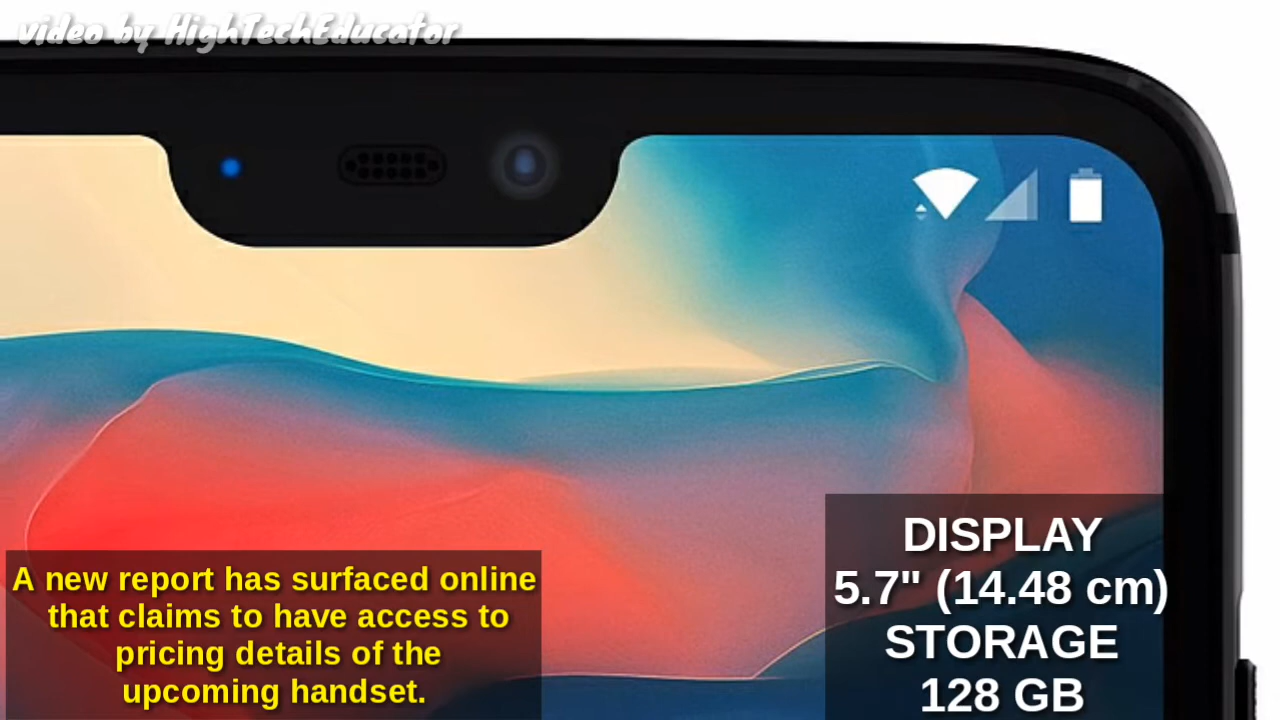 video by HighTechEducator
A new report has surfaced online
that claims to have access to
pricing details of the
upcoming handset.
DISPLAY
5.7" (14.48 cm)
STORAGE
128 GB